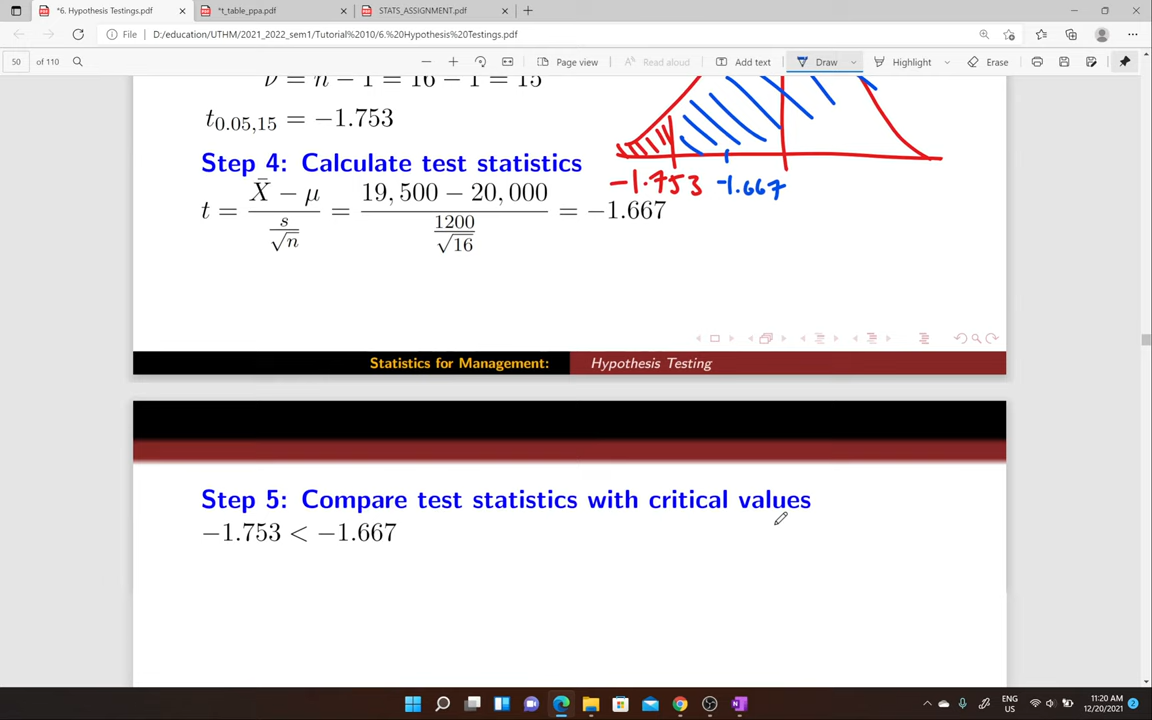 *6. Hypothesis Testings.pdf
*t_table_ppa.pdf
STATS_ASSIGNMENT.pdf
File
D:/education/UTHM/2021_2022_sem1/Tutorial%2010/6.%20Hypothesis%20Testings.pdf
50 of 110
Page view
Read aloud
Add text
Draw
Highlight
Erase
ν = n − 1 = 16 − 1 = 15
t0.05,15 = −1.753
Step 4: Calculate test statistics
−1.753 -1.667
t = X̄ − μ / s/√n = 19,500 − 20,000 / 1200/√16 = −1.667
Statistics for Management: Hypothesis Testing
Step 5: Compare test statistics with critical values
−1.753 < −1.667
ENG
US
11:20 AM
12/20/2021
2